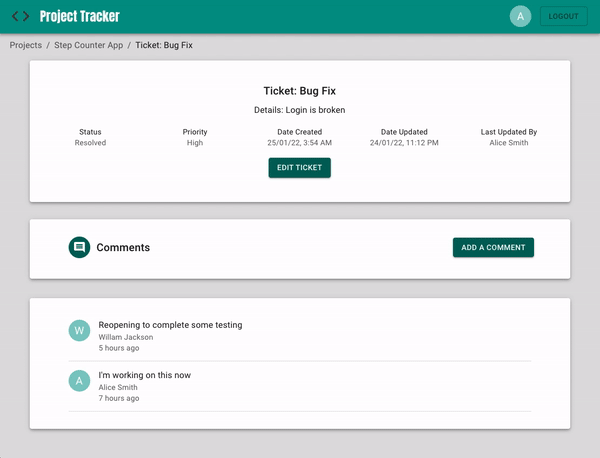 Project Tracker
A
LOGOUT
Projects / Step Counter App / Ticket: Bug Fix
Ticket: Bug Fix
Details: Login is broken
Status Priority Date Created Date Updated Last Updated By
Resolved High 25/01/22, 3:54 AM 24/01/22, 11:12 PM Alice Smith
EDIT TICKET
Comments
ADD A COMMENT
W
Reopening to complete some testing
Willam Jackson
5 hours ago
A
I'm working on this now
Alice Smith
7 hours ago